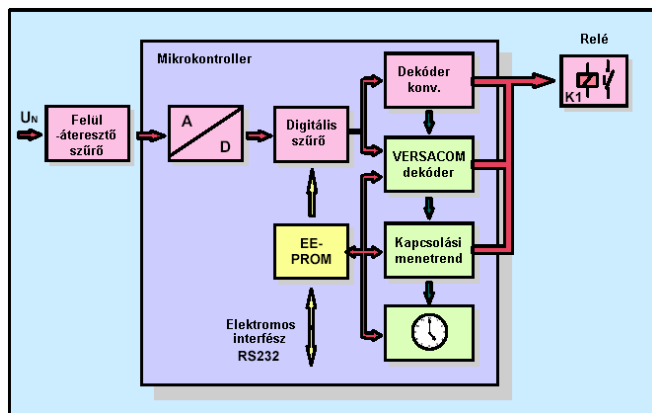 Mikrokontroller
Relé
K1
Dekóder
konv.
UN
Felül
-áteresztő
szűrő
A
D
Digitális
szűrő
VERSACOM
dekóder
EE-
PROM
Kapcsolási
menetrend
Elektromos
interfész
RS232